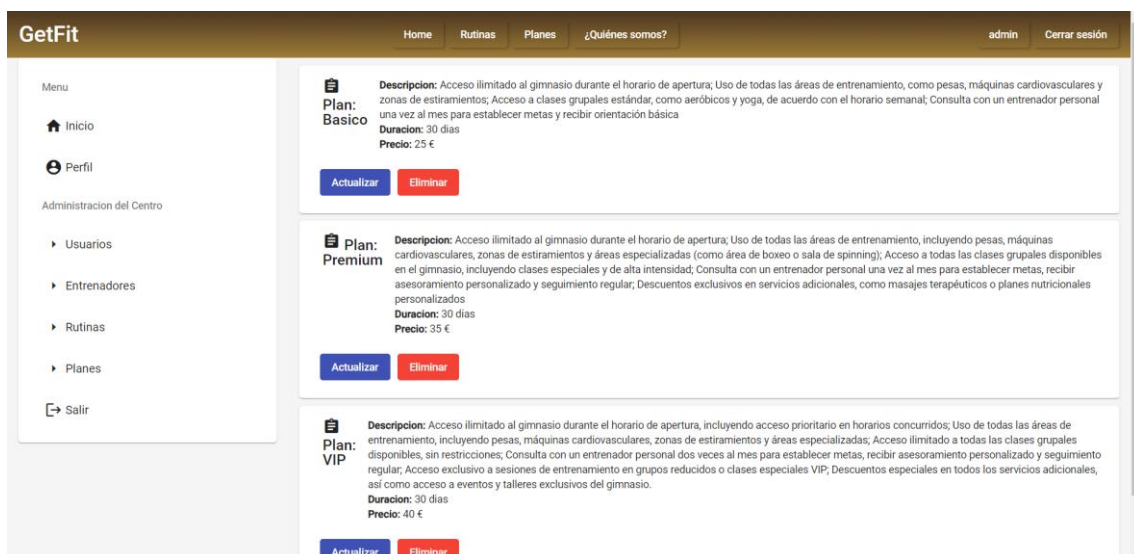 GetFit
Home
Rutinas
Planes
¿Quiénes somos?
admin
Cerrar sesión
Menu
Inicio
Perfil
Administracion del Centro
Usuarios
Entrenadores
Rutinas
Planes
Salir
Plan:
Basico
Descripcion: Acceso ilimitado al gimnasio durante el horario de apertura; Uso de todas las áreas de entrenamiento, como pesas, máquinas cardiovasculares y
zonas de estiramientos; Acceso a clases grupales estándar, como aeróbicos y yoga, de acuerdo con el horario semanal; Consulta con un entrenador personal
una vez al mes para establecer metas y recibir orientación básica
Duracion: 30 dias
Precio: 25 €
Actualizar
Eliminar
Plan:
Premium
Descripcion: Acceso ilimitado al gimnasio durante el horario de apertura; Uso de todas las áreas de entrenamiento, incluyendo pesas, máquinas
cardiovasculares, zonas de estiramientos y áreas especializadas (como área de boxeo o sala de spinning); Acceso a todas las clases grupales disponibles
en el gimnasio, incluyendo clases especiales y de alta intensidad; Consulta con un entrenador personal una vez al mes para establecer metas, recibir
asesoramiento personalizado y seguimiento regular; Descuentos exclusivos en servicios adicionales, como masajes terapéuticos o planes nutricionales
personalizados
Duracion: 30 dias
Precio: 35 €
Actualizar
Eliminar
Plan:
VIP
Descripcion: Acceso ilimitado al gimnasio durante el horario de apertura, incluyendo acceso prioritario en horarios concurridos; Uso de todas las áreas de
entrenamiento, incluyendo pesas, máquinas cardiovasculares, zonas de estiramientos y áreas especializadas; Acceso ilimitado a todas las clases grupales
disponibles, sin restricciones; Consulta con un entrenador personal dos veces al mes para establecer metas, recibir asesoramiento personalizado y seguimiento
regular; Acceso exclusivo a sesiones de entrenamiento en grupos reducidos o clases especiales VIP; Descuentos especiales en todos los servicios adicionales,
así como acceso a eventos y talleres exclusivos del gimnasio.
Duracion: 30 dias
Precio: 40 €
Actualizar
Eliminar